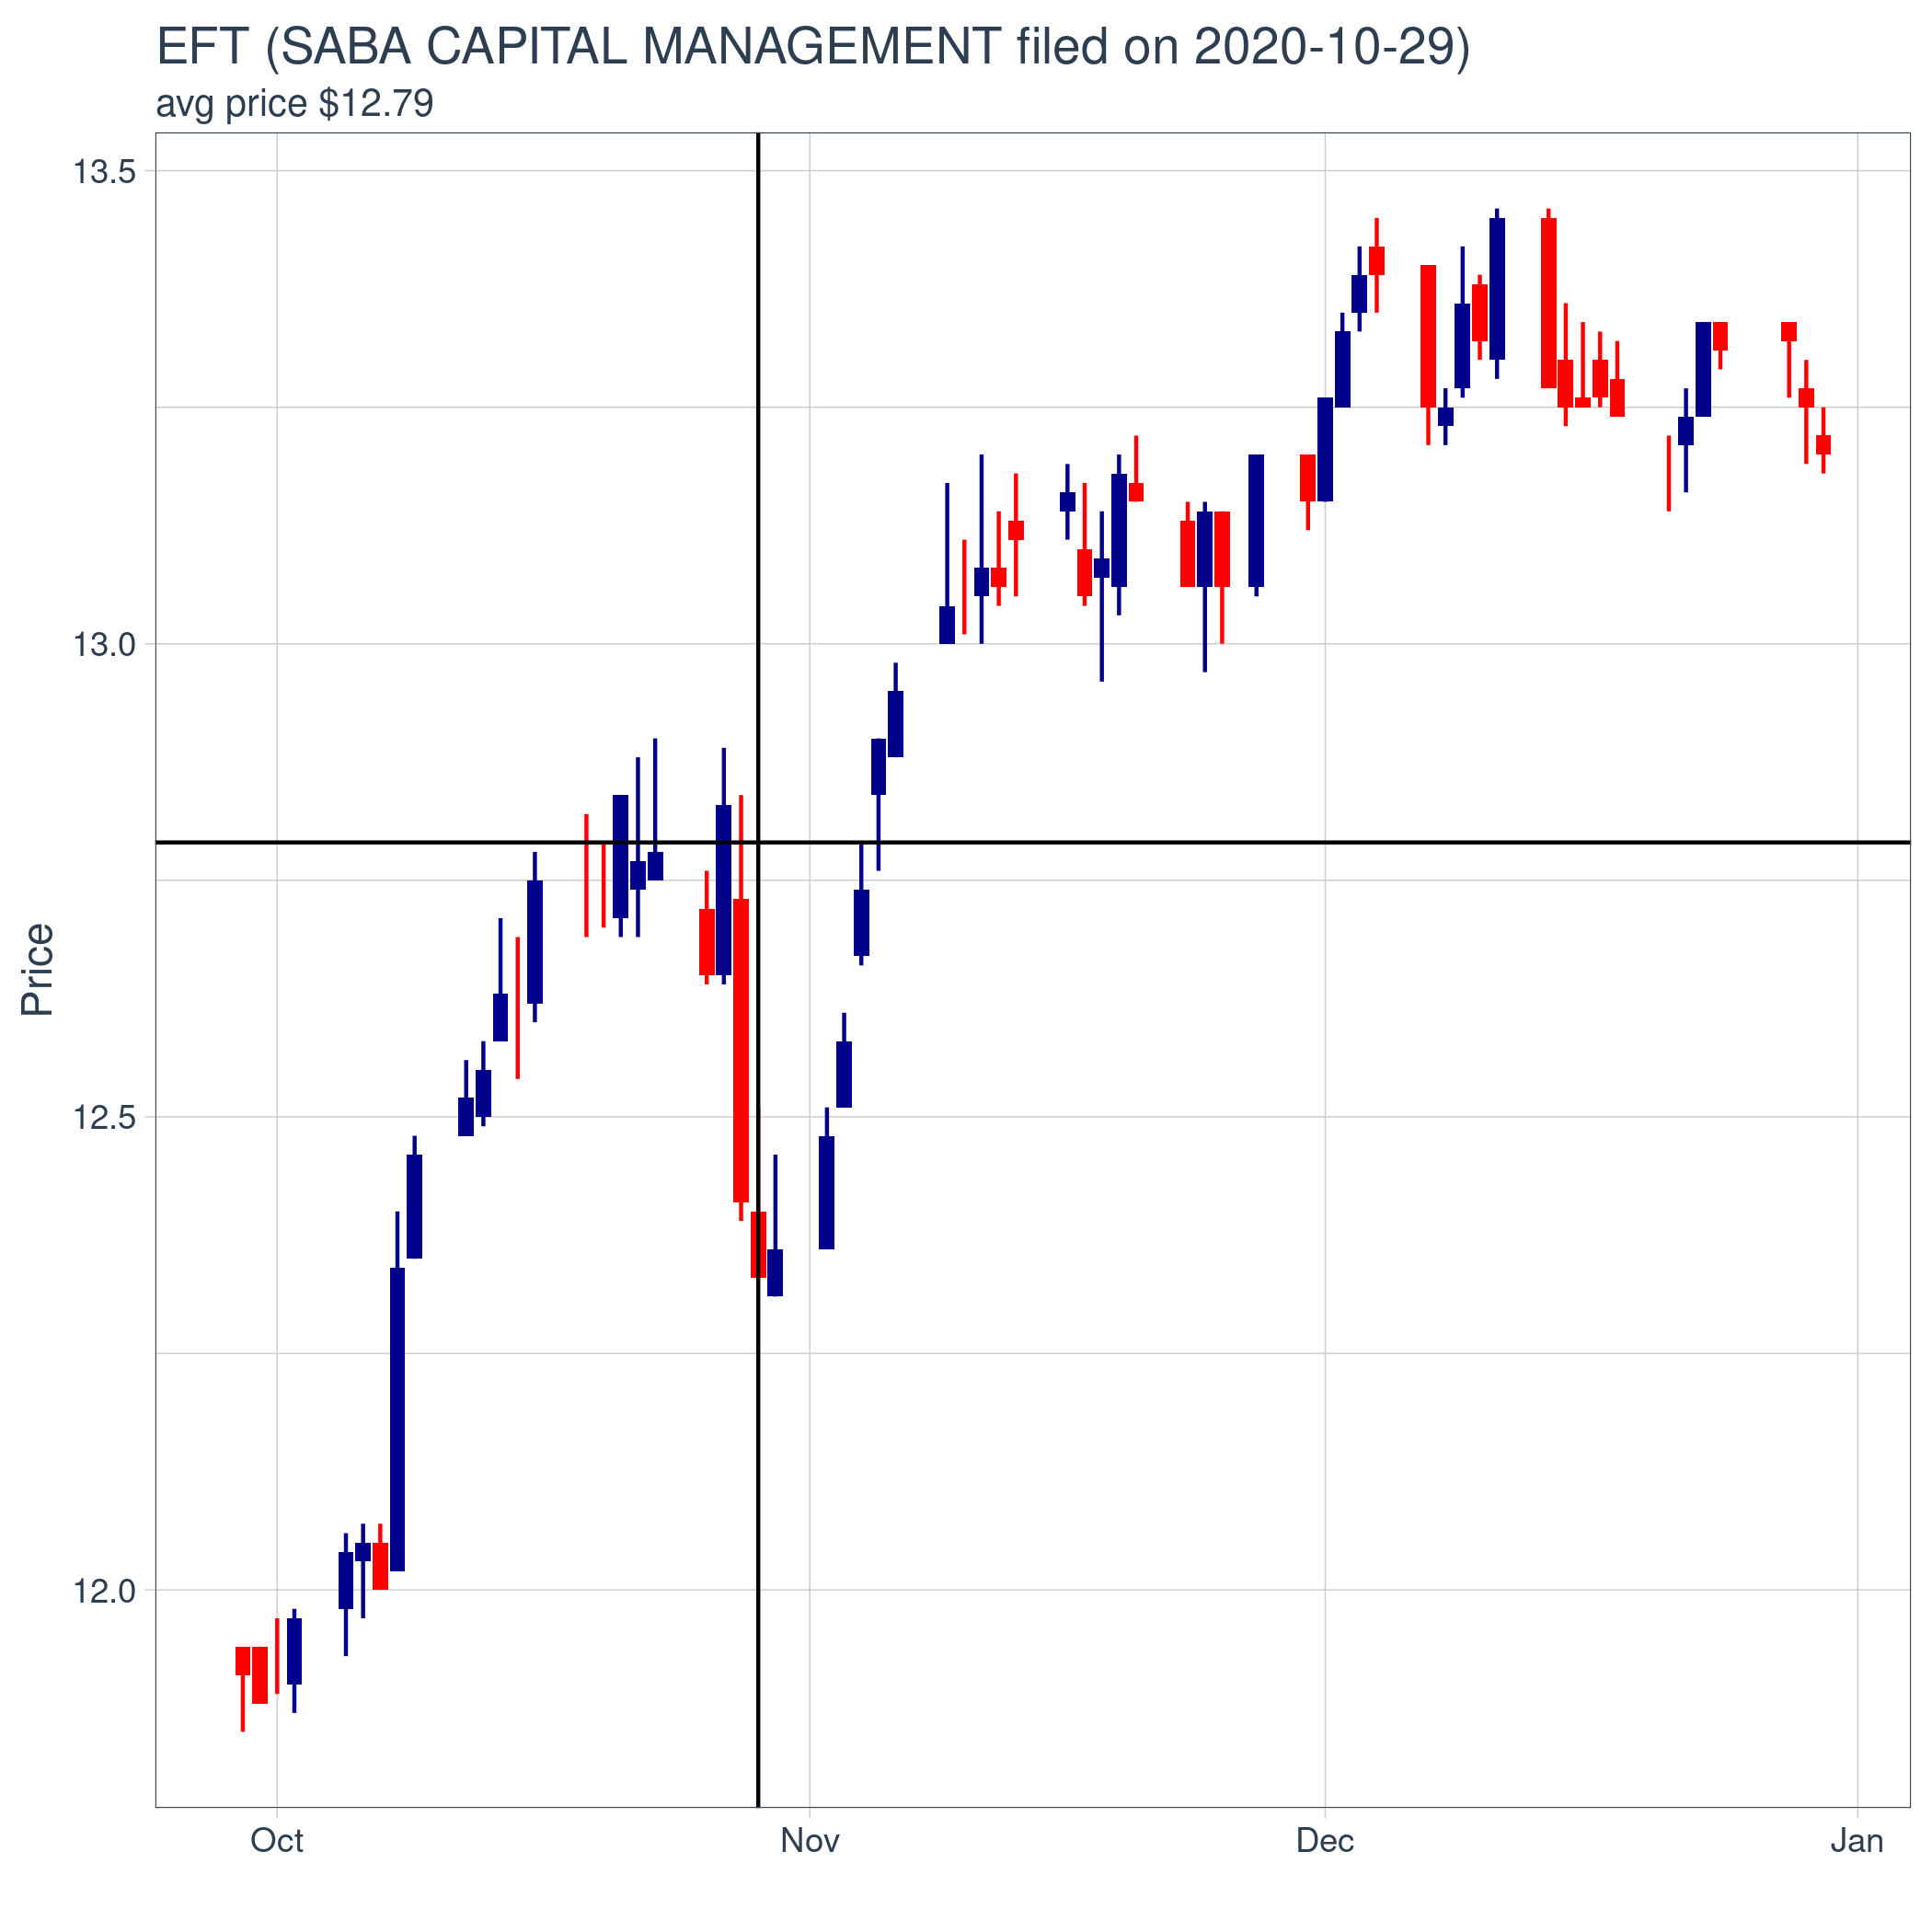 EFT (SABA CAPITAL MANAGEMENT filed on 2020-10-29)
avg price $12.79
13.5
13.0
12.5
12.0
Price
Oct Nov Dec Jan